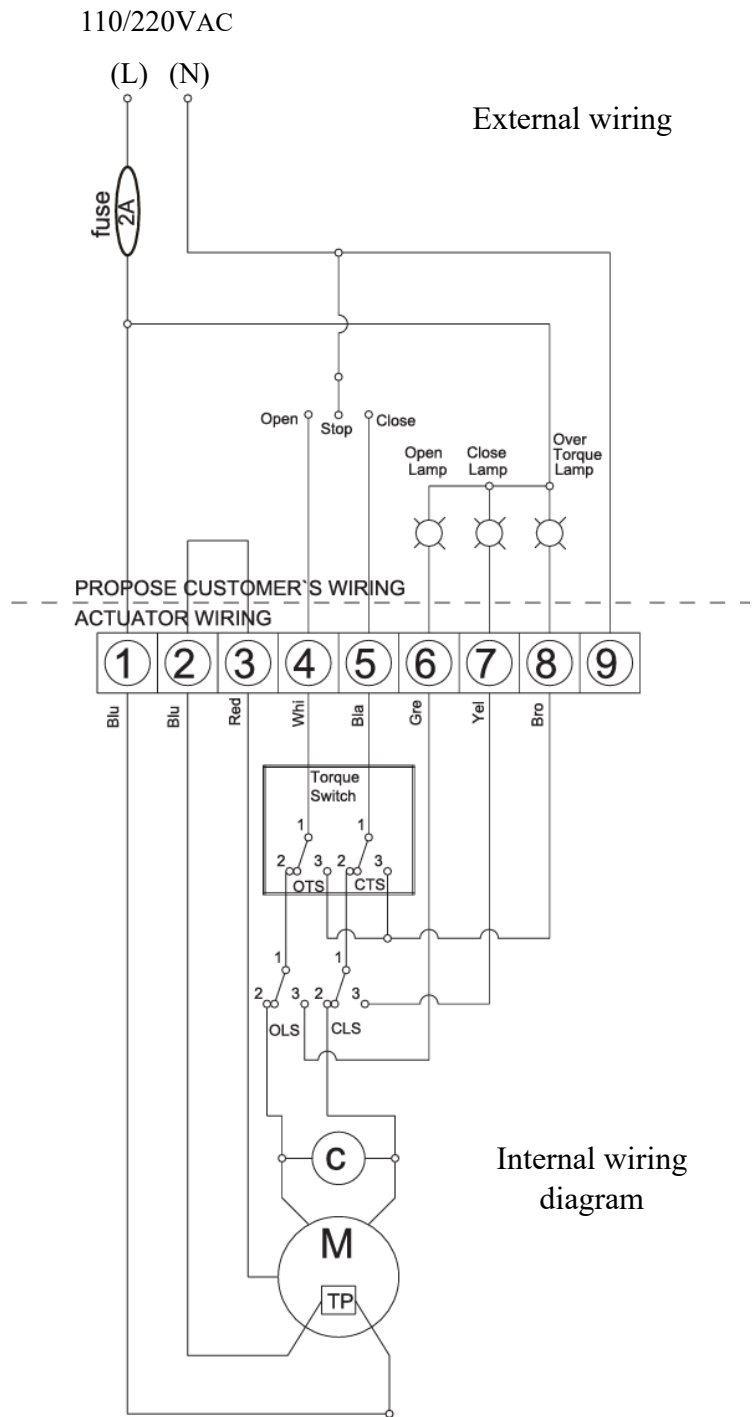 110/220VAC
(L) (N)
External wiring
fuse
2A
Open
Stop
Close
Open
Lamp
Close
Lamp
Over
Torque
Lamp
PROPOSE CUSTOMER`S WIRING
ACTUATOR WIRING
1 2 3 4 5 6 7 8 9
Blu Blu Red Whi Bla Gre Yel Bro
Torque
Switch
1 1
2 3 2 3
OTS CTS
1 1
2 3 2 3
OLS CLS
C
Internal wiring
diagram
M
TP